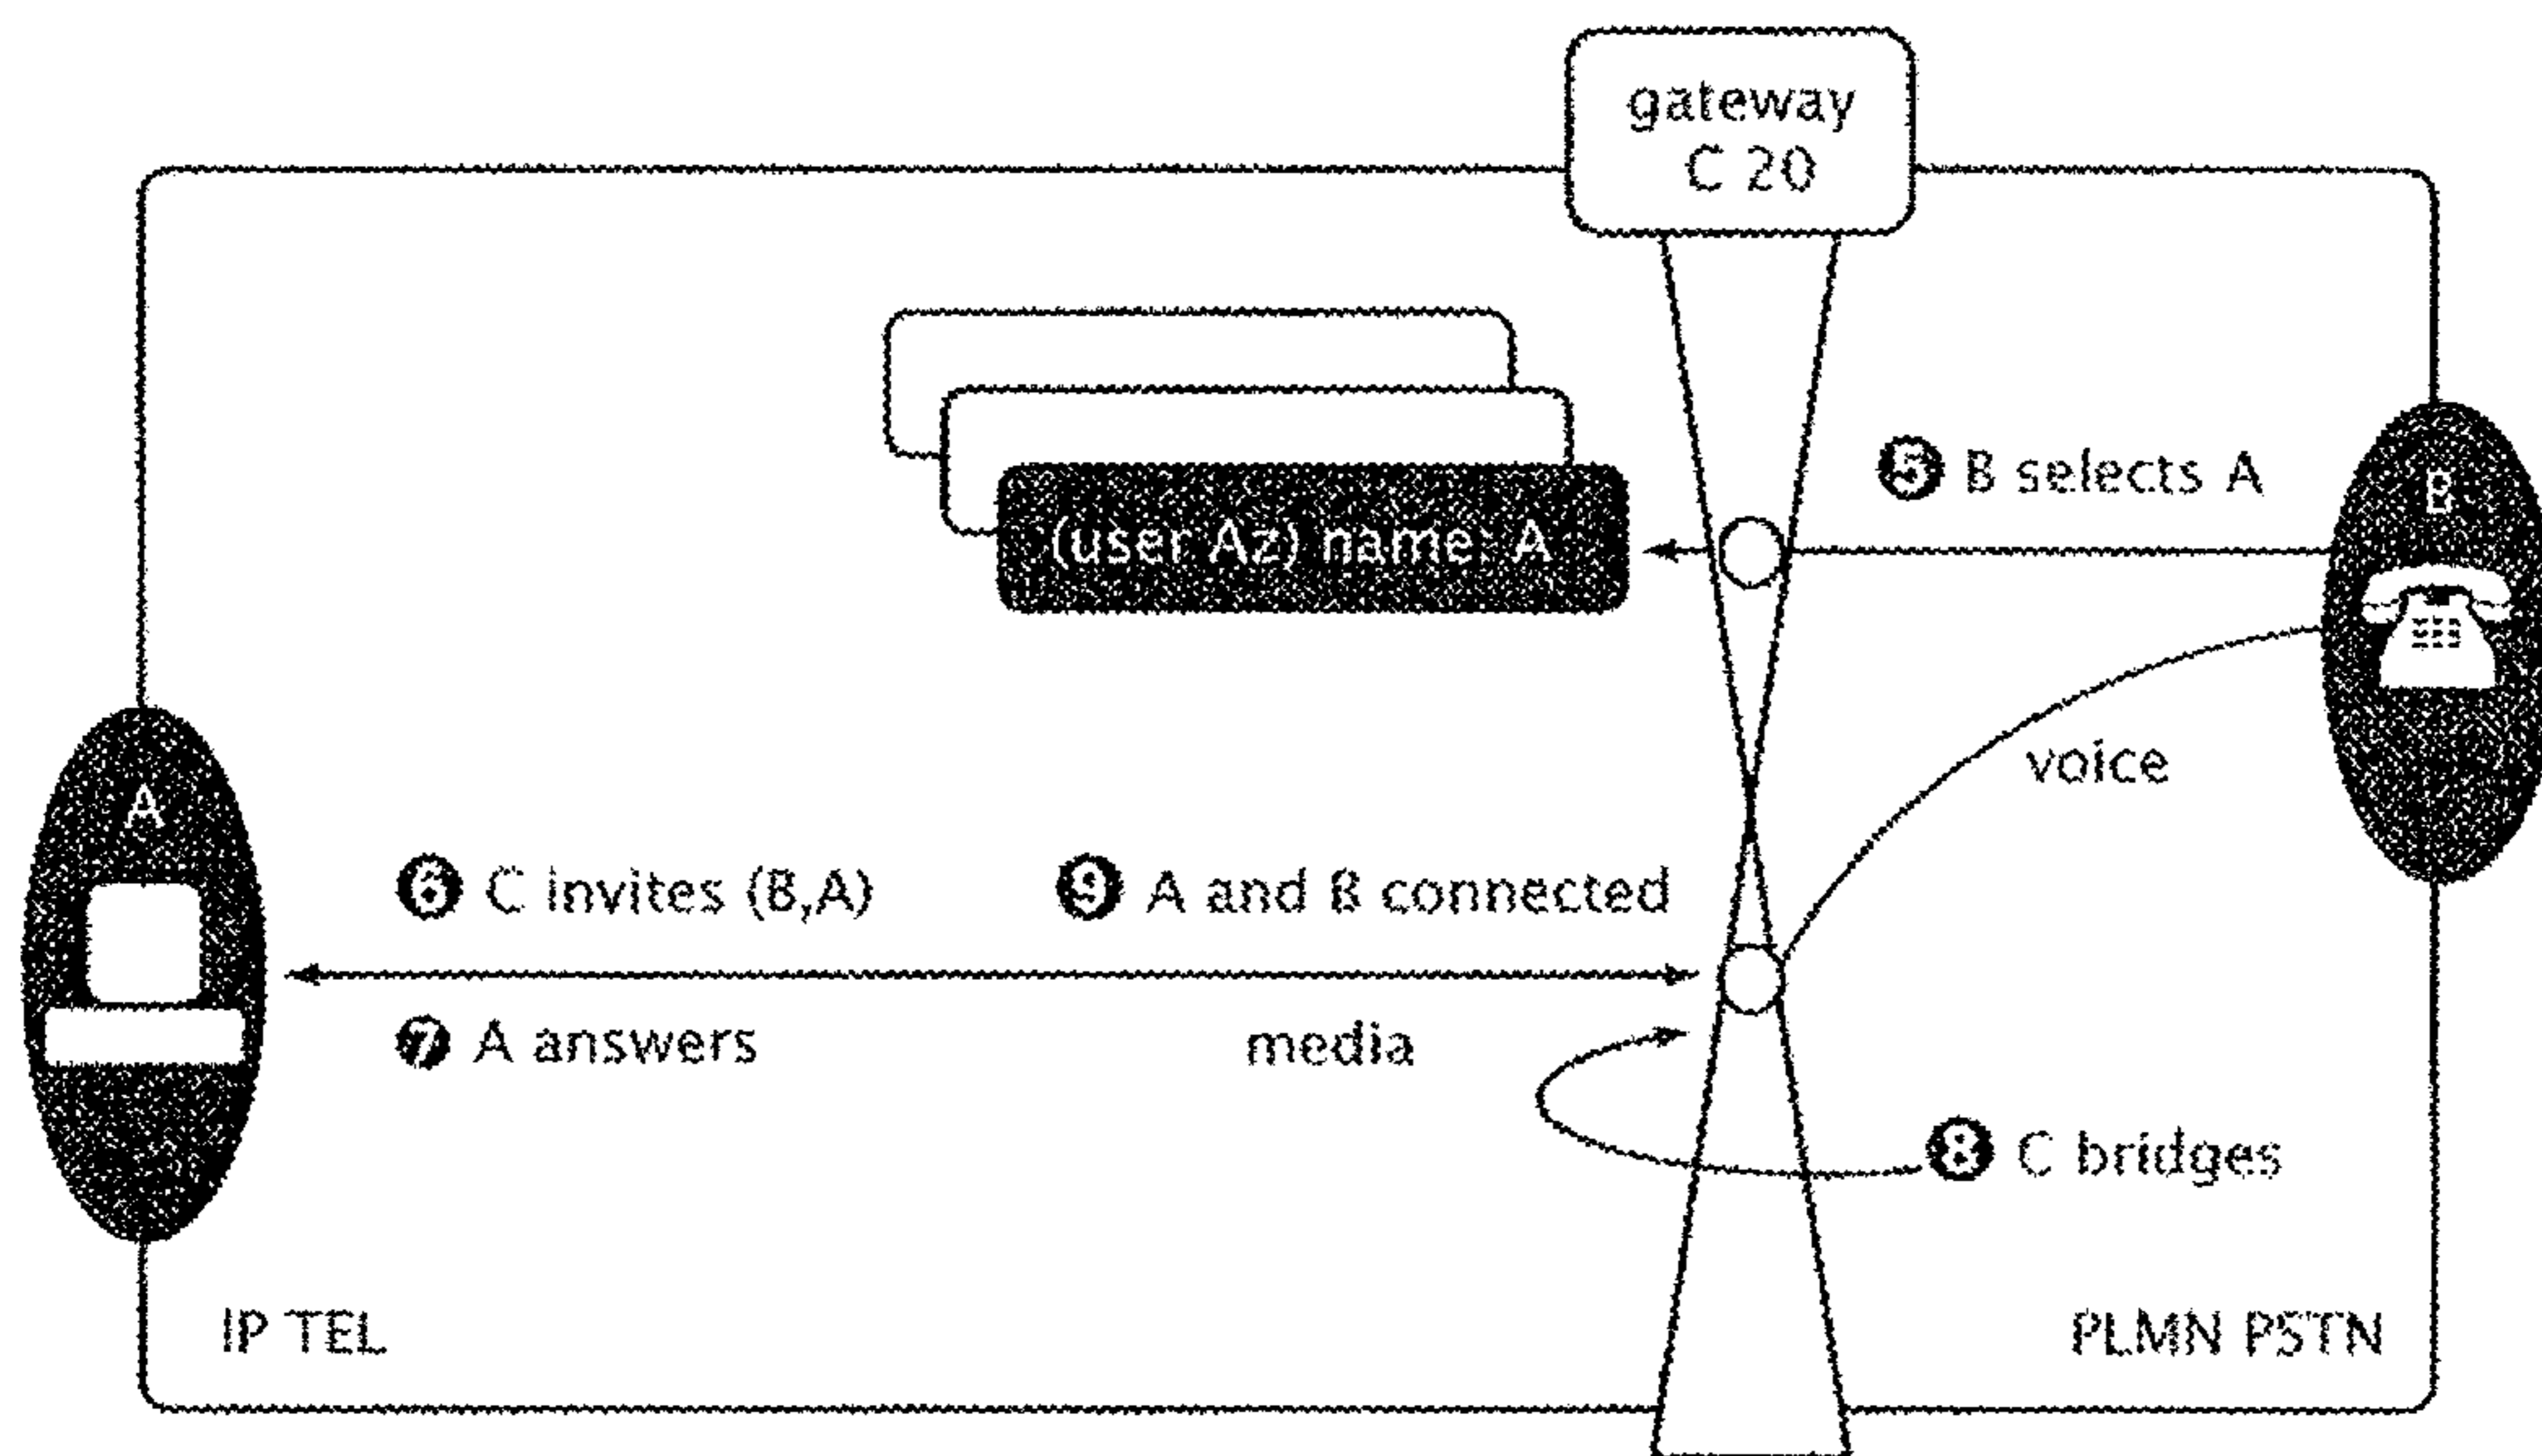 gateway
C 20
❺ B selects A
B
(user Az) name: A
voice
A
❻ C invites (B,A)
❾ A and B connected
❼ A answers
media
❽ C bridges
IP TEL
PLMN PSTN